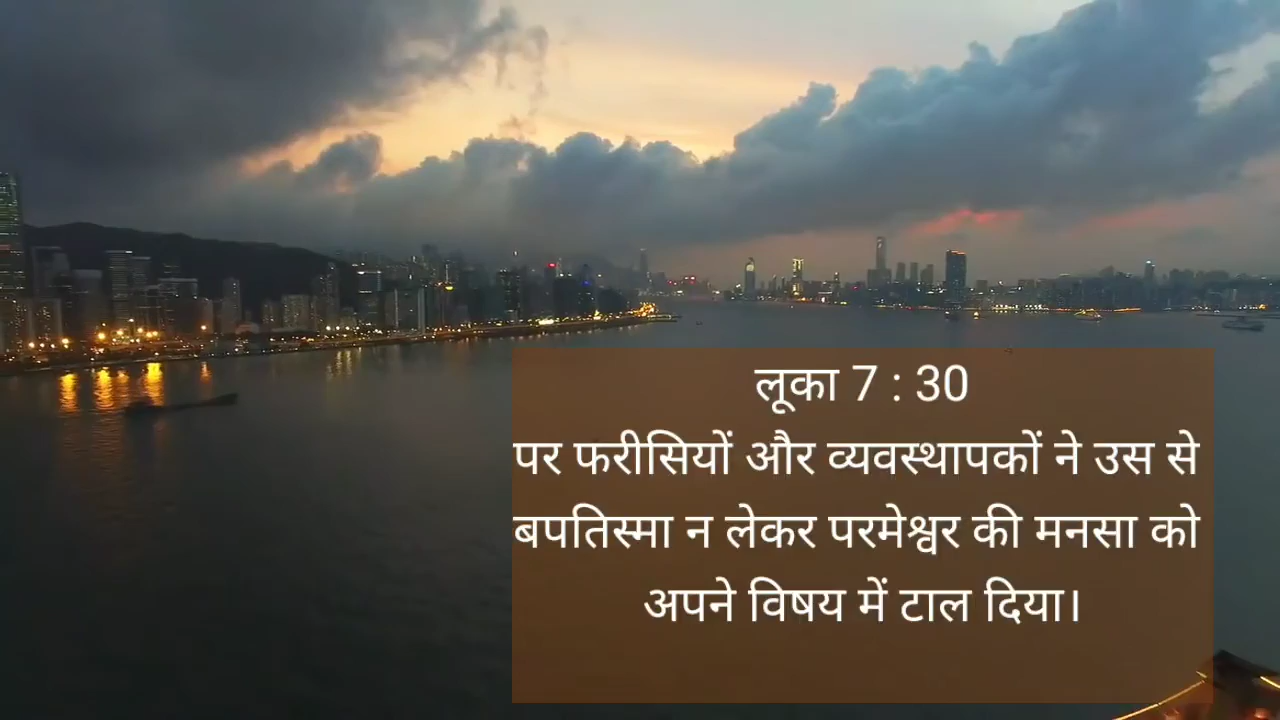 लूका 7 : 30
पर फरीसियों और व्यवस्थापकों ने उस से
बपतिस्मा न लेकर परमेश्वर की मनसा को
अपने विषय में टाल दिया।